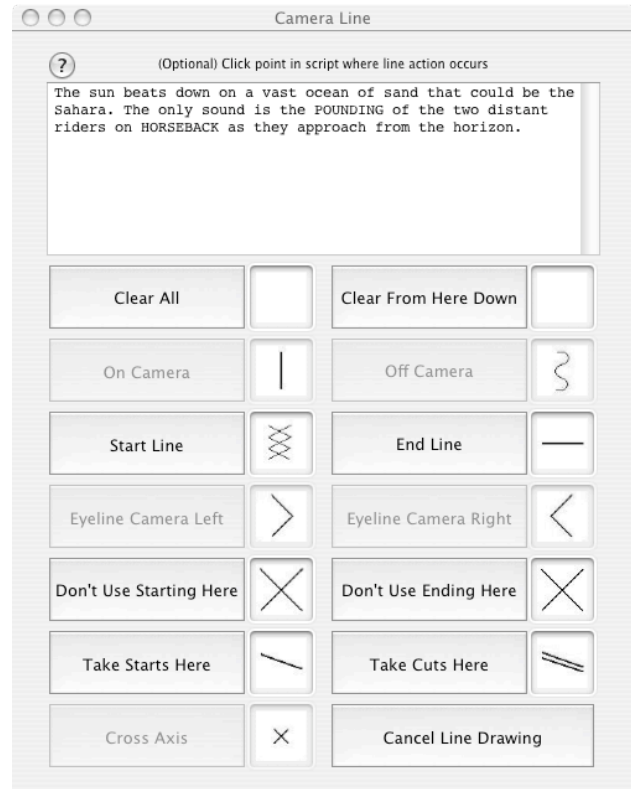 Camera Line
?
(Optional) Click point in script where line action occurs
The sun beats down on a vast ocean of sand that could be the
Sahara. The only sound is the POUNDING of the two distant
riders on HORSEBACK as they approach from the horizon.
Clear All
Clear From Here Down
On Camera
Off Camera
Start Line
End Line
Eyeline Camera Left
Eyeline Camera Right
Don't Use Starting Here
Don't Use Ending Here
Take Starts Here
Take Cuts Here
Cross Axis
Cancel Line Drawing